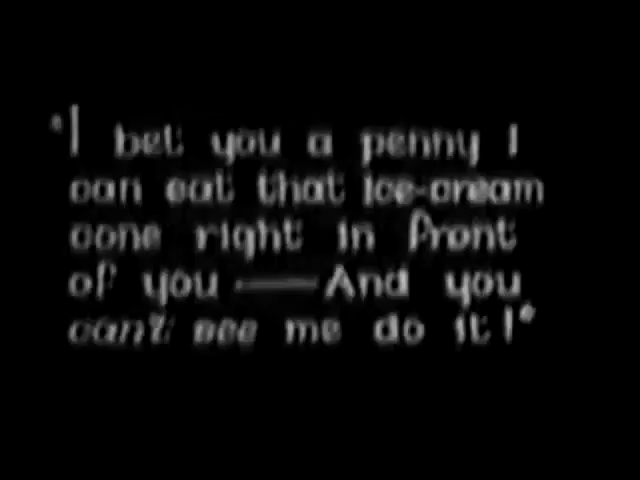 "I bet you a penny I
can eat that ice-cream
cone right in front
of you — And you
can't see me do it!"